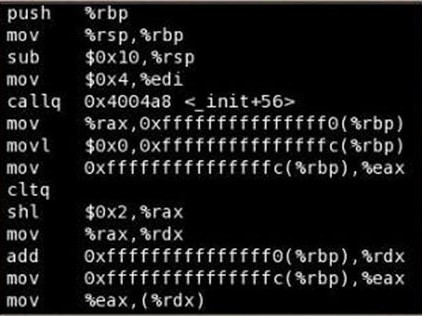 push %rbp
mov %rsp,%rbp
sub $0x10,%rsp
mov $0x4,%edi
callq 0x4004a8 <_init+56>
mov %rax,0xfffffffffffffff0(%rbp)
movl $0x0,0xfffffffffffffffc(%rbp)
mov 0xfffffffffffffffc(%rbp),%eax
cltq
shl $0x2,%rax
mov %rax,%rdx
add 0xfffffffffffffff0(%rbp),%rdx
mov 0xfffffffffffffffc(%rbp),%eax
mov %eax,(%rdx)